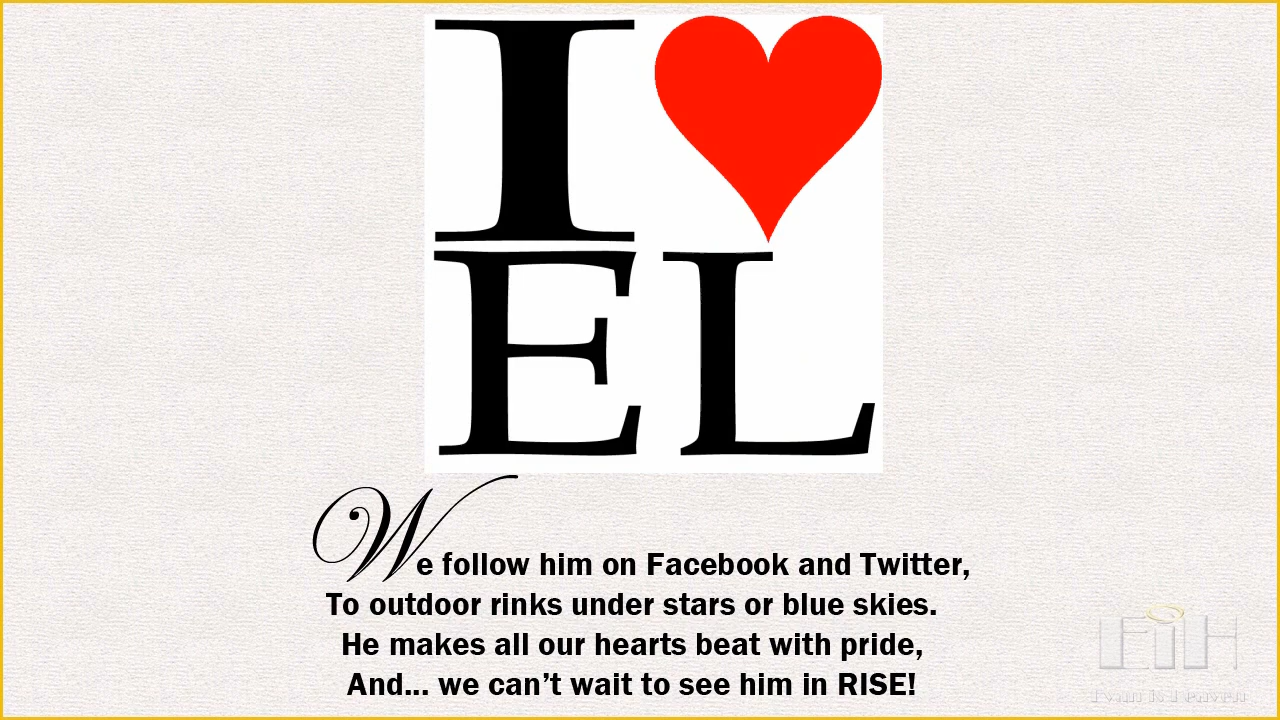 I ♥
EL
We follow him on Facebook and Twitter,
To outdoor rinks under stars or blue skies.
He makes all our hearts beat with pride,
And... we can’t wait to see him in RISE!
EiH